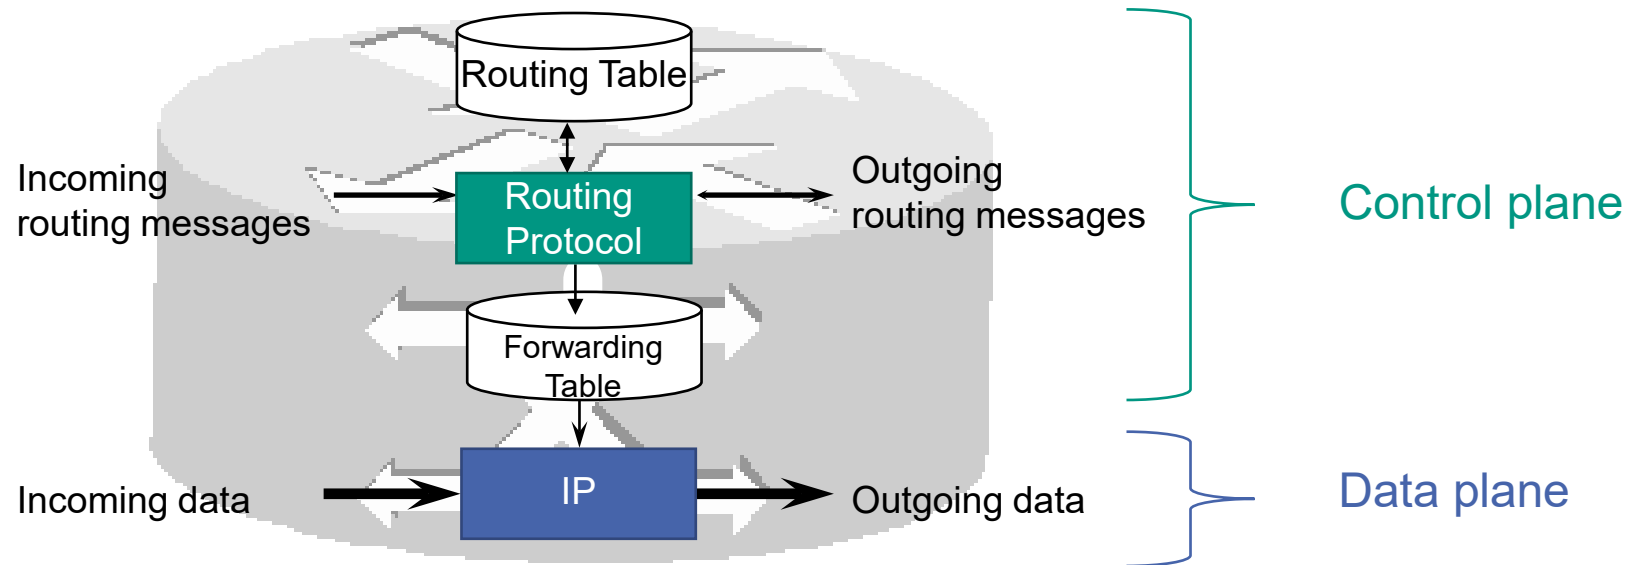 Routing Table
Incoming
routing messages
Routing
Protocol
Outgoing
routing messages
Control plane
Forwarding
Table
Incoming data
IP
Outgoing data
Data plane